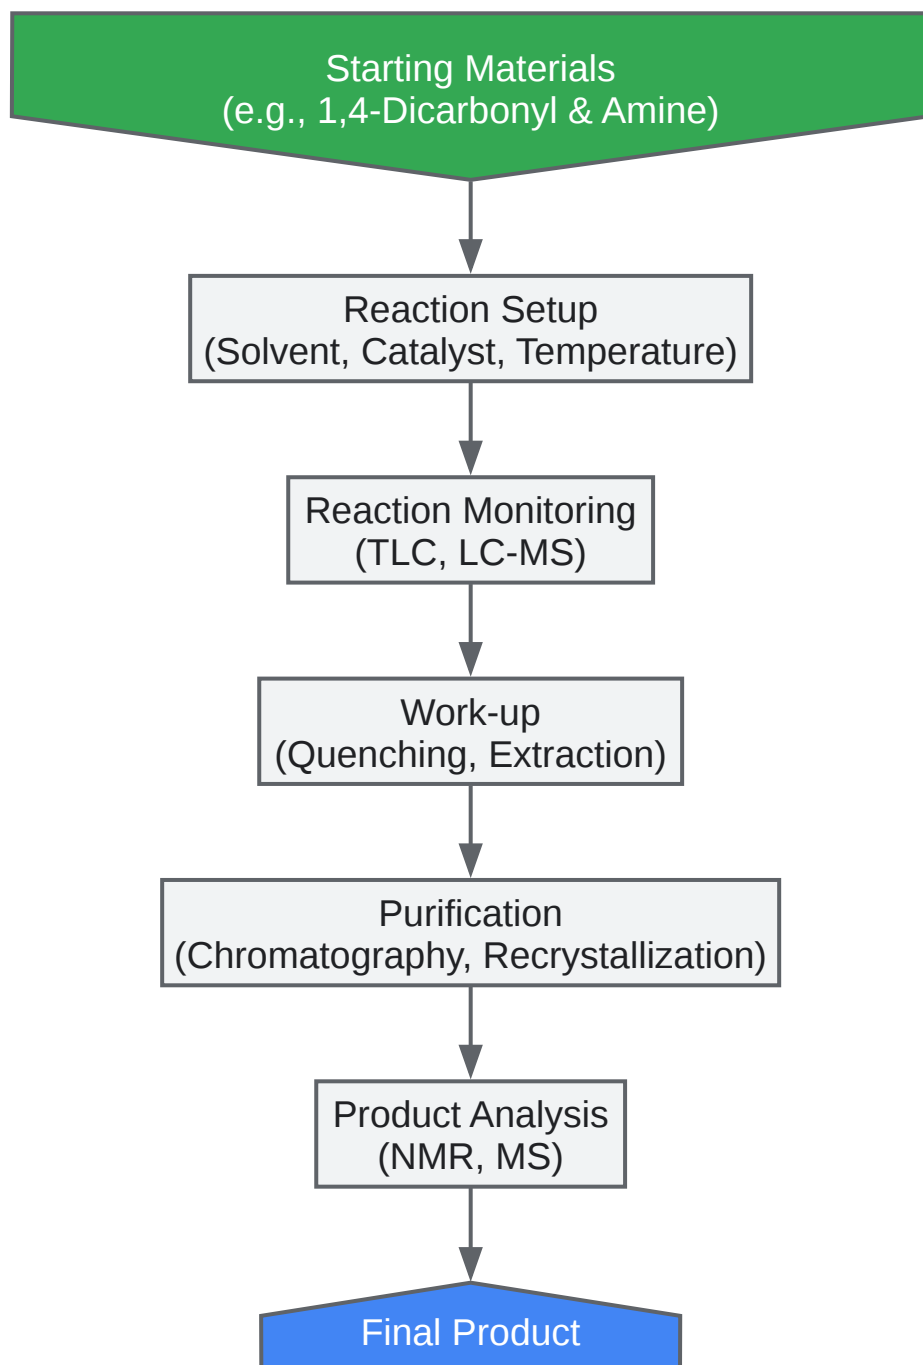 Starting Materials
(e.g., 1,4-Dicarbonyl & Amine)
Reaction Setup
(Solvent, Catalyst, Temperature)
Reaction Monitoring
(TLC, LC-MS)
Work-up
(Quenching, Extraction)
Purification
(Chromatography, Recrystallization)
Product Analysis
(NMR, MS)
Final Product